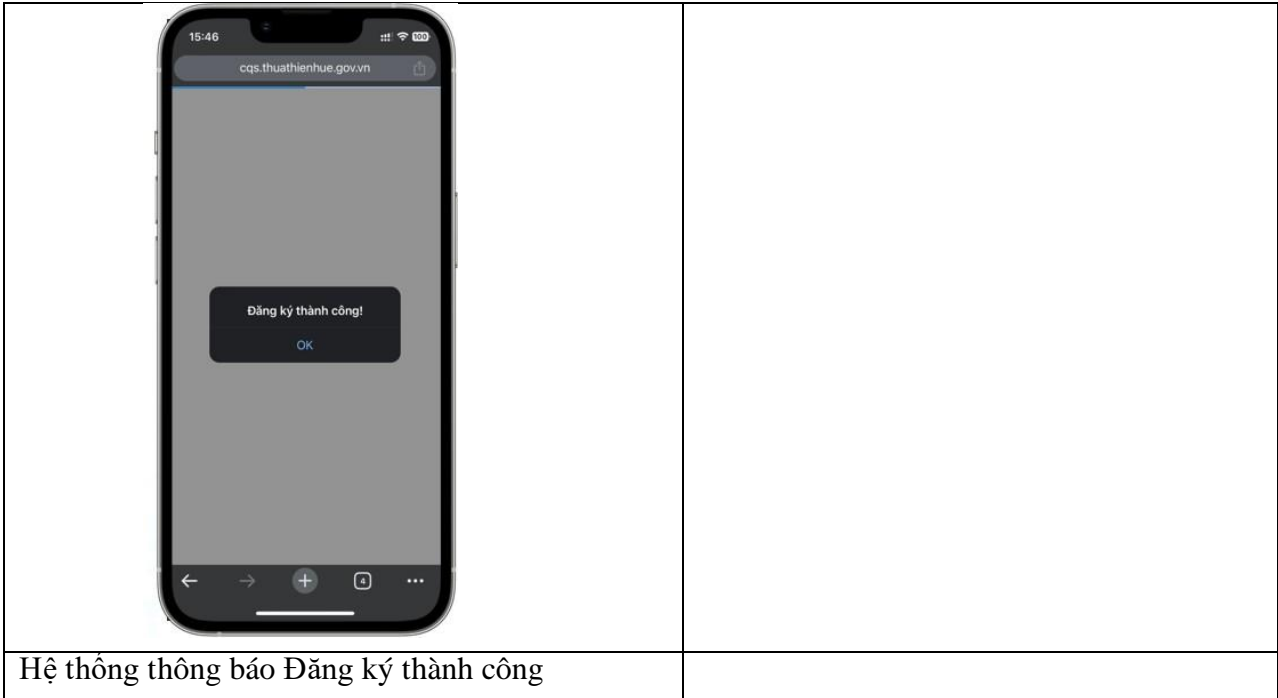 15:46
100
cqs.thuathienhue.gov.vn
Đăng ký thành công!
OK
4
Hệ thống thông báo Đăng ký thành công